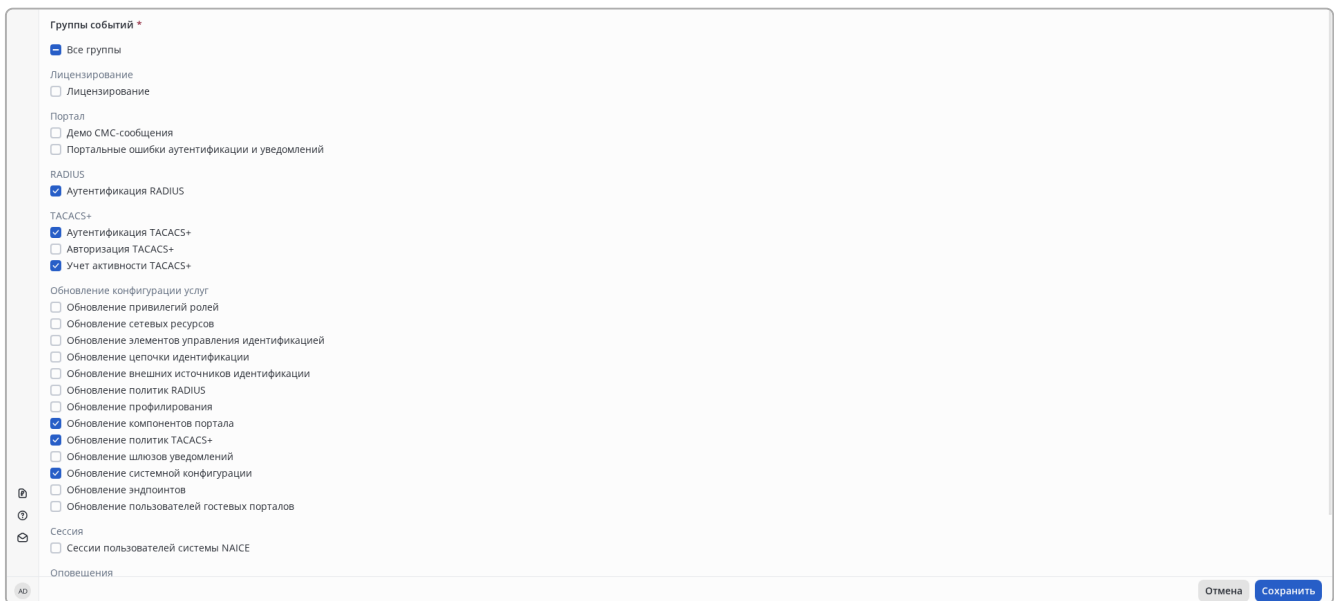 Группы событий *
Все группы
Лицензирование
Лицензирование
Портал
Демо СМС-сообщения
Портальные ошибки аутентификации и уведомлений
RADIUS
Аутентификация RADIUS
TACACS+
Аутентификация TACACS+
Авторизация TACACS+
Учет активности TACACS+
Обновление конфигурации услуг
Обновление привилегий ролей
Обновление сетевых ресурсов
Обновление элементов управления идентификацией
Обновление цепочки идентификации
Обновление внешних источников идентификации
Обновление политик RADIUS
Обновление профилирования
Обновление компонентов портала
Обновление политик TACACS+
Обновление шлюзов уведомлений
Обновление системной конфигурации
Обновление эндпоинтов
Обновление пользователей гостевых порталов
Сессия
Сессии пользователей системы NAICE
Оповещения
AD
Отмена
Сохранить